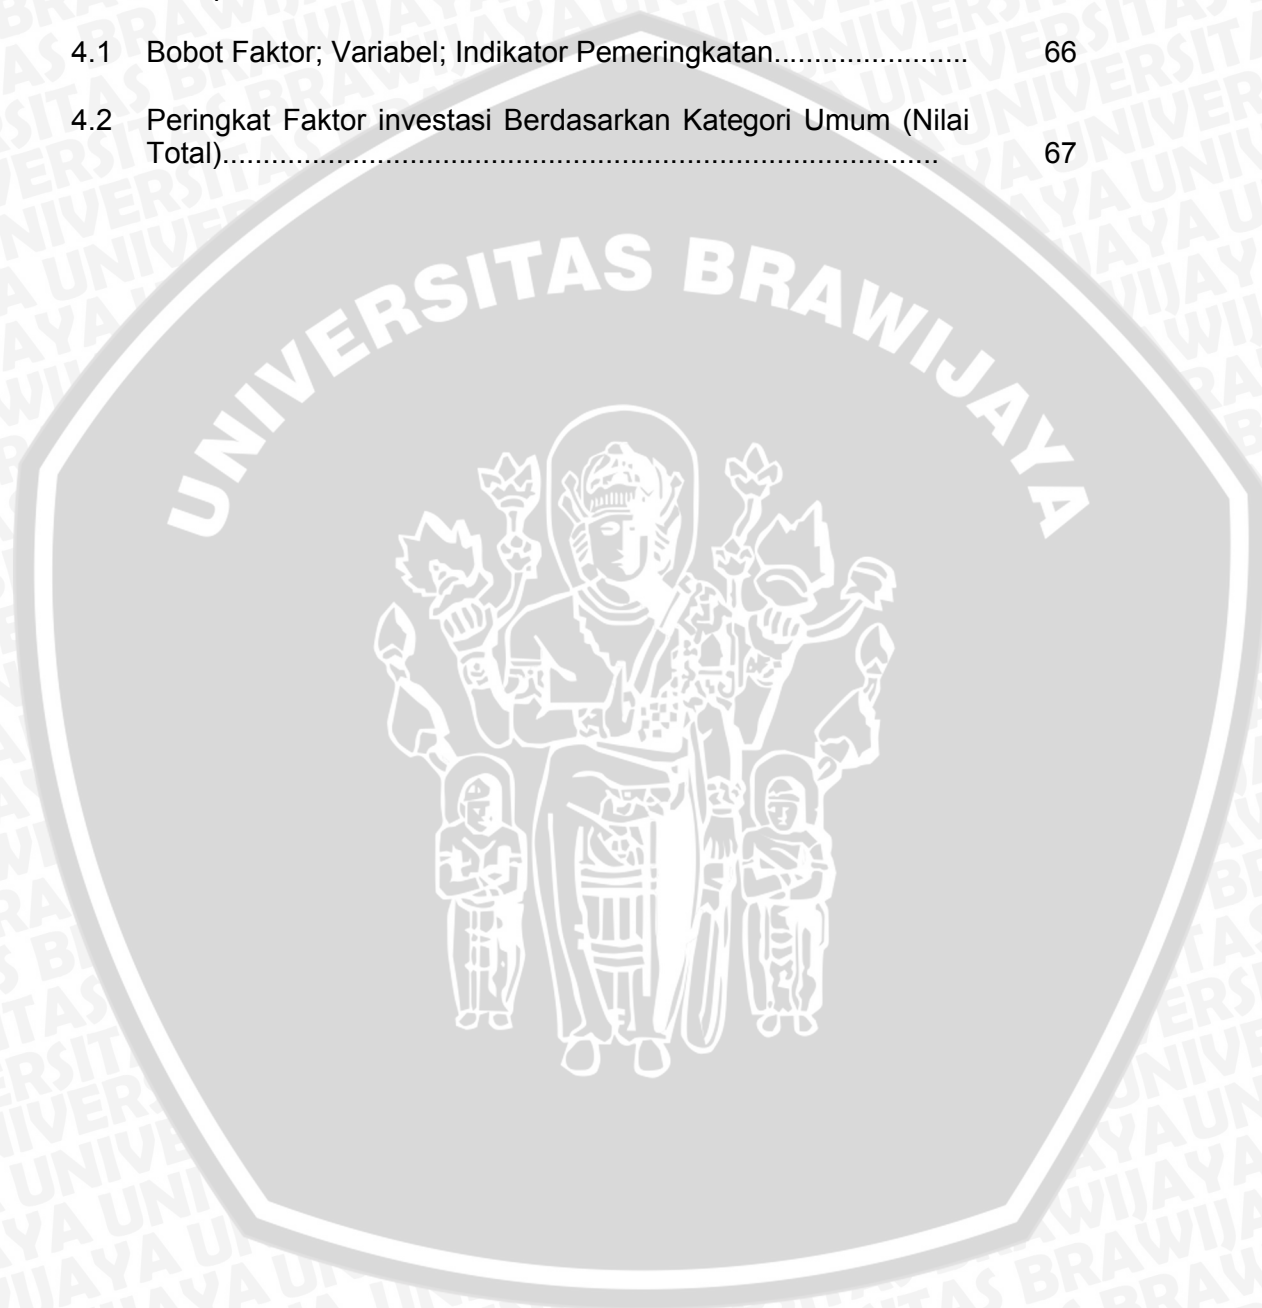 4.1 Bobot Faktor; Variabel; Indikator Pemeringkatan........................ 66
4.2 Peringkat Faktor investasi Berdasarkan Kategori Umum (Nilai
Total)........................................................................... 67
UNIVERSITAS BRAWIJAYA